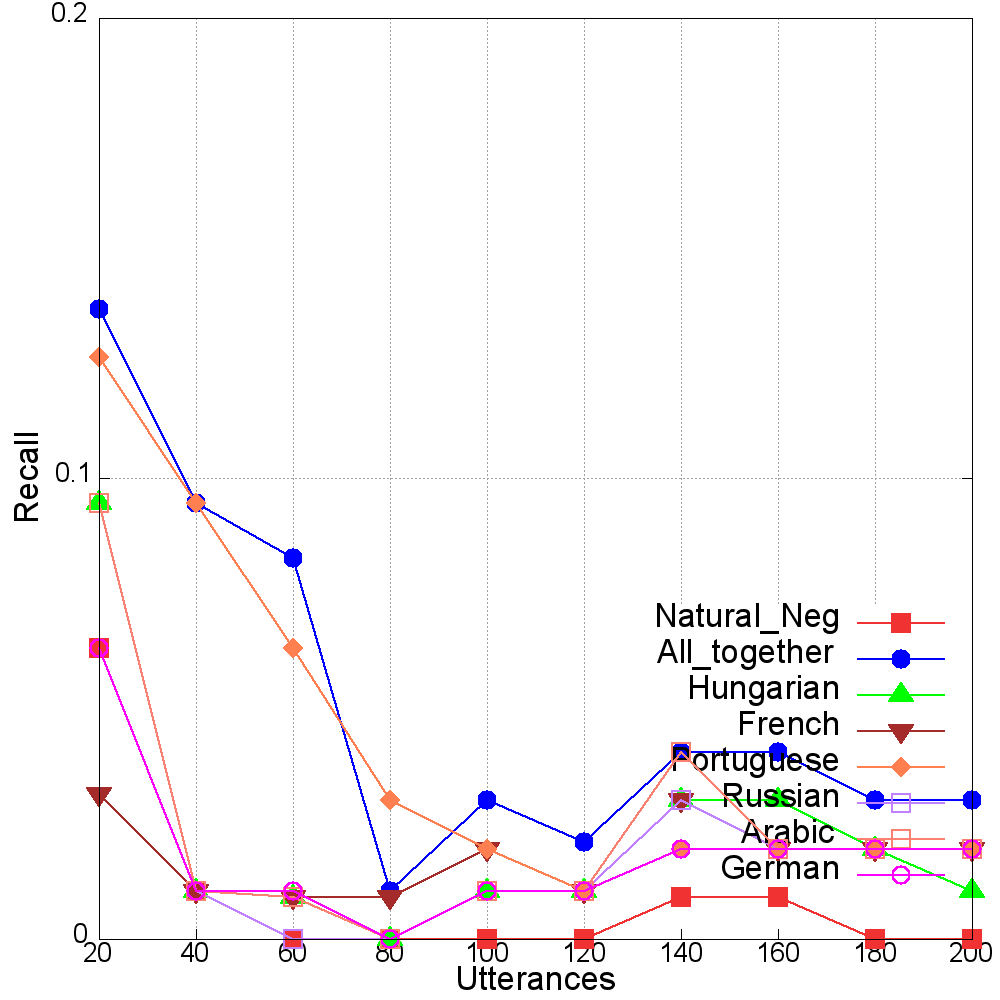 0.2
0.1
0
Recall
Natural_Neg
All_together
Hungarian
French
Portuguese
Russian
Arabic
German
20 40 60 80 100 120 140 160 180 200
Utterances